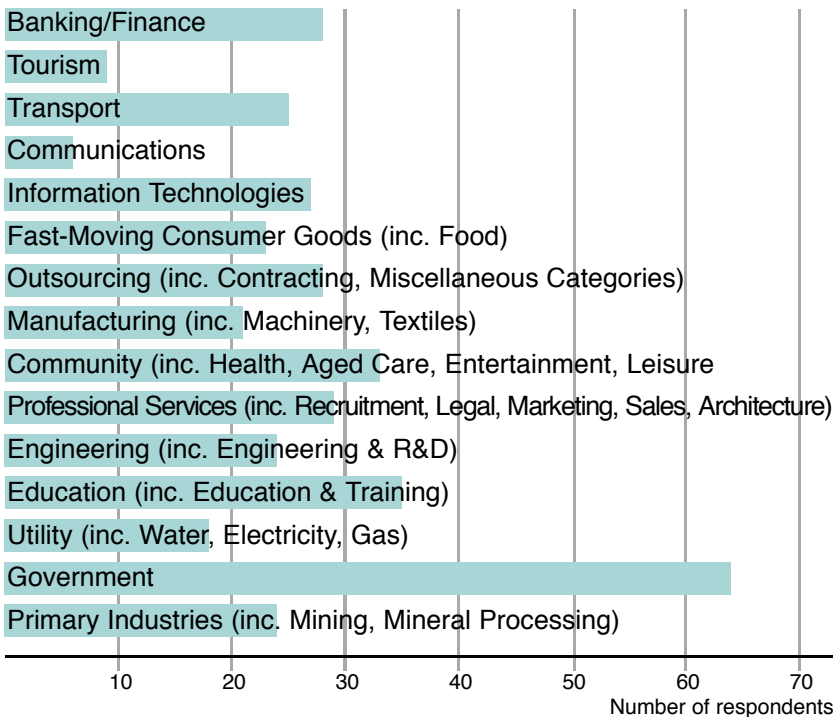 Banking/Finance
Tourism
Transport
Communications
Information Technologies
Fast-Moving Consumer Goods (inc. Food)
Outsourcing (inc. Contracting, Miscellaneous Categories)
Manufacturing (inc. Machinery, Textiles)
Community (inc. Health, Aged Care, Entertainment, Leisure
Professional Services (inc. Recruitment, Legal, Marketing, Sales, Architecture)
Engineering (inc. Engineering & R&D)
Education (inc. Education & Training)
Utility (inc. Water, Electricity, Gas)
Government
Primary Industries (inc. Mining, Mineral Processing)
10 20 30 40 50 60 70
Number of respondents